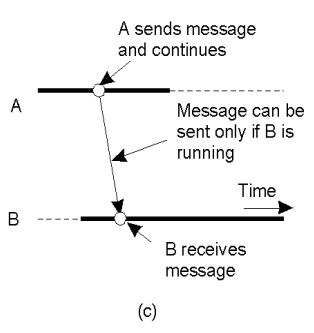 A sends message
and continues
A
Message can be
sent only if B is
running
Time
B
B receives
message
(c)